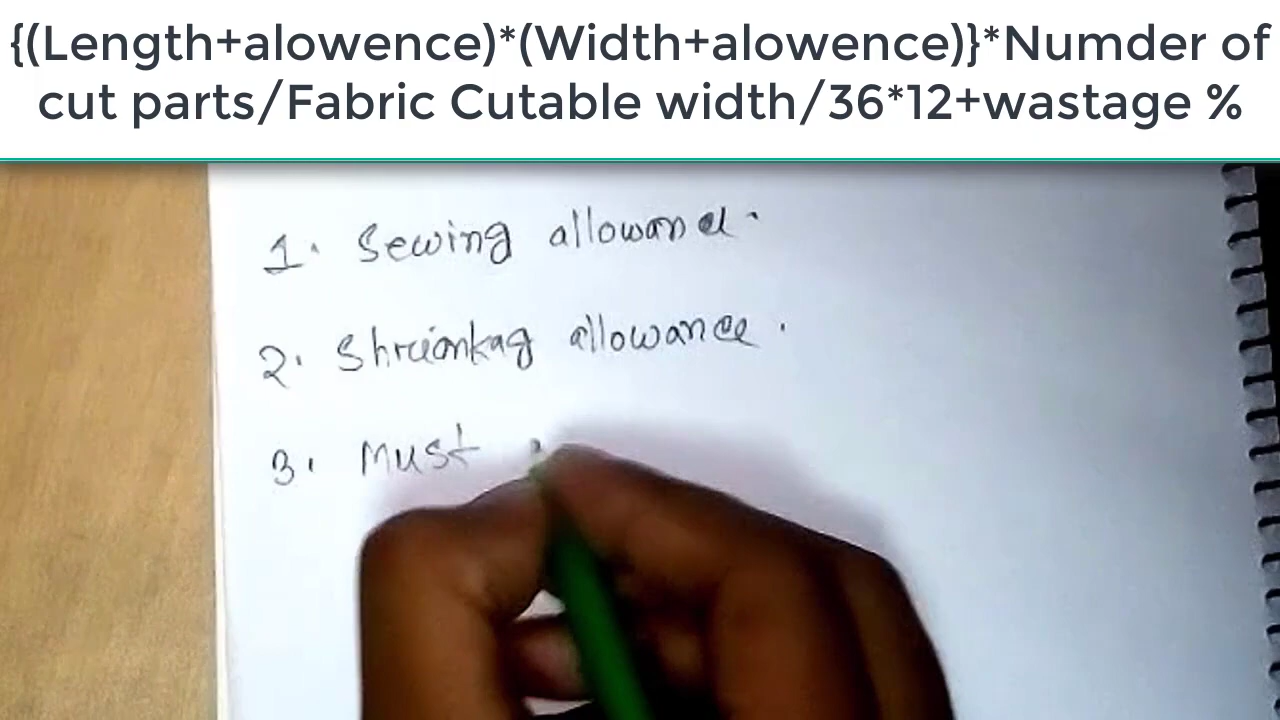 {(Length+alowence)*(Width+alowence)}*Numder of
cut parts/Fabric Cutable width/36*12+wastage %
1. Sewing allowance.
2. Shrinkag allowance.
3. Must